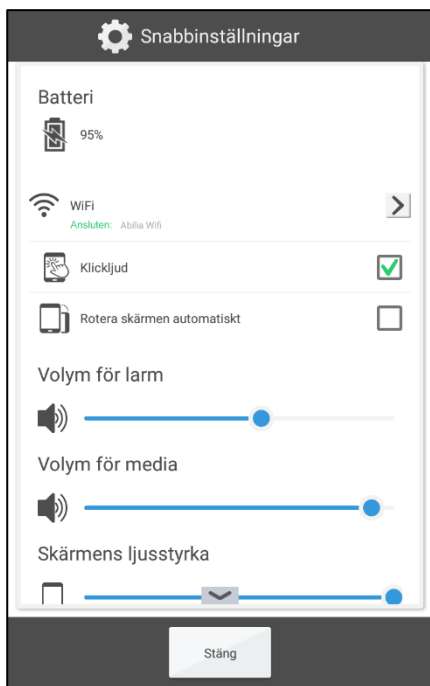 Snabbinställningar
Batteri
95%
WiFi
Ansluten: Abilia Wifi
Klickljud
Rotera skärmen automatiskt
Volym för larm
Volym för media
Skärmens ljusstyrka
Stäng